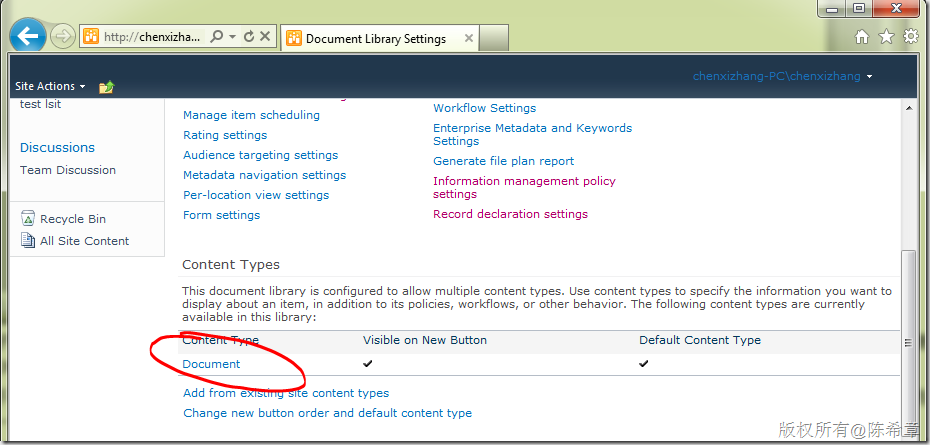 http://chenxizha...
Document Library Settings
chenxizhang-PC\chenxizhang
Site Actions
test lsit
Discussions
Team Discussion
Recycle Bin
All Site Content
Manage item scheduling
Rating settings
Audience targeting settings
Metadata navigation settings
Per-location view settings
Form settings
Workflow Settings
Enterprise Metadata and Keywords
Settings
Generate file plan report
Information management policy
settings
Record declaration settings
Content Types
This document library is configured to allow multiple content types. Use content types to specify the information you want to
display about an item, in addition to its policies, workflows, or other behavior. The following content types are currently
available in this library:
Content Type Visible on New Button Default Content Type
Document
Add from existing site content types
Change new button order and default content type
版权所有@陈希章